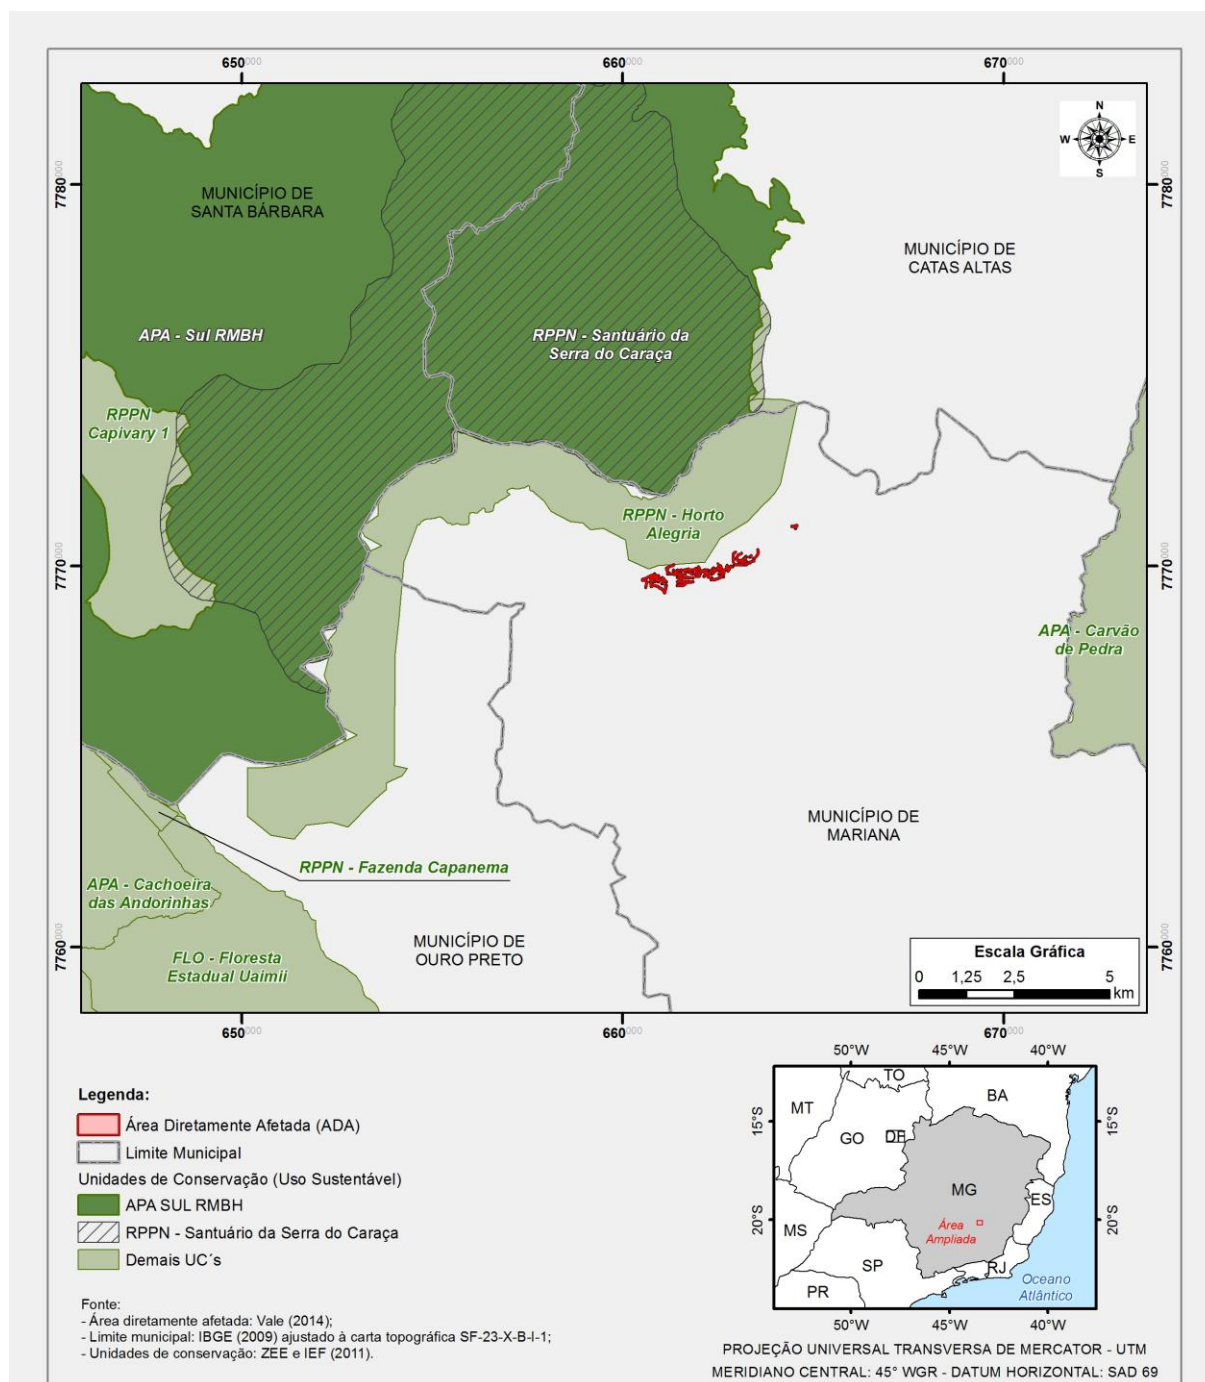 650000
660000
670000
N
W
E
S
7780000
7780000
MUNICÍPIO DE
SANTA BÁRBARA
MUNICÍPIO DE
CATAS ALTAS
APA - Sul RMBH
RPPN - Santuário da
Serra do Caraça
RPPN
Capivary 1
RPPN - Horto
Alegria
7770000
7770000
APA - Carvão
de Pedra
MUNICÍPIO DE
MARIANA
RPPN - Fazenda Capanema
APA - Cachoeira
das Andorinhas
MUNICÍPIO DE
OURO PRETO
FLO - Floresta
Estadual Uaimii
7760000
7760000
Escala Gráfica
0 1,25 2,5 5
km
650000
660000
670000
Legenda:
Área Diretamente Afetada (ADA)
Limite Municipal
Unidades de Conservação (Uso Sustentável)
APA SUL RMBH
RPPN - Santuário da Serra do Caraça
Demais UC´s
Fonte:
- Área diretamente afetada: Vale (2014);
- Limite municipal: IBGE (2009) ajustado à carta topográfica SF-23-X-B-I-1;
- Unidades de conservação: ZEE e IEF (2011).
50°W 45°W 40°W
TO
BA
MT
15°S
15°S
GO
DF
MG
ES
20°S
20°S
MS
Área
Ampliada
SP
RJ
PR
Oceano
Atlântico
50°W 45°W 40°W
PROJEÇÃO UNIVERSAL TRANSVERSA DE MERCATOR - UTM
MERIDIANO CENTRAL: 45° WGR - DATUM HORIZONTAL: SAD 69